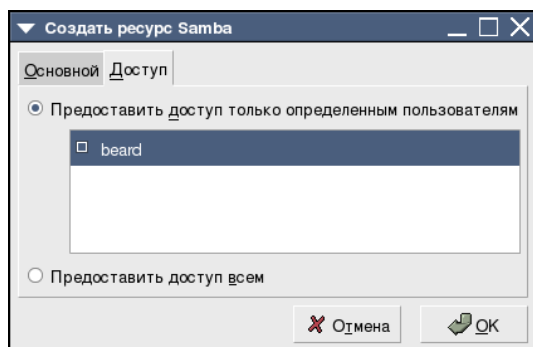 Создать ресурс Samba
Основной Доступ
Предоставить доступ только определенным пользователям
beard
Предоставить доступ всем
Отмена OK